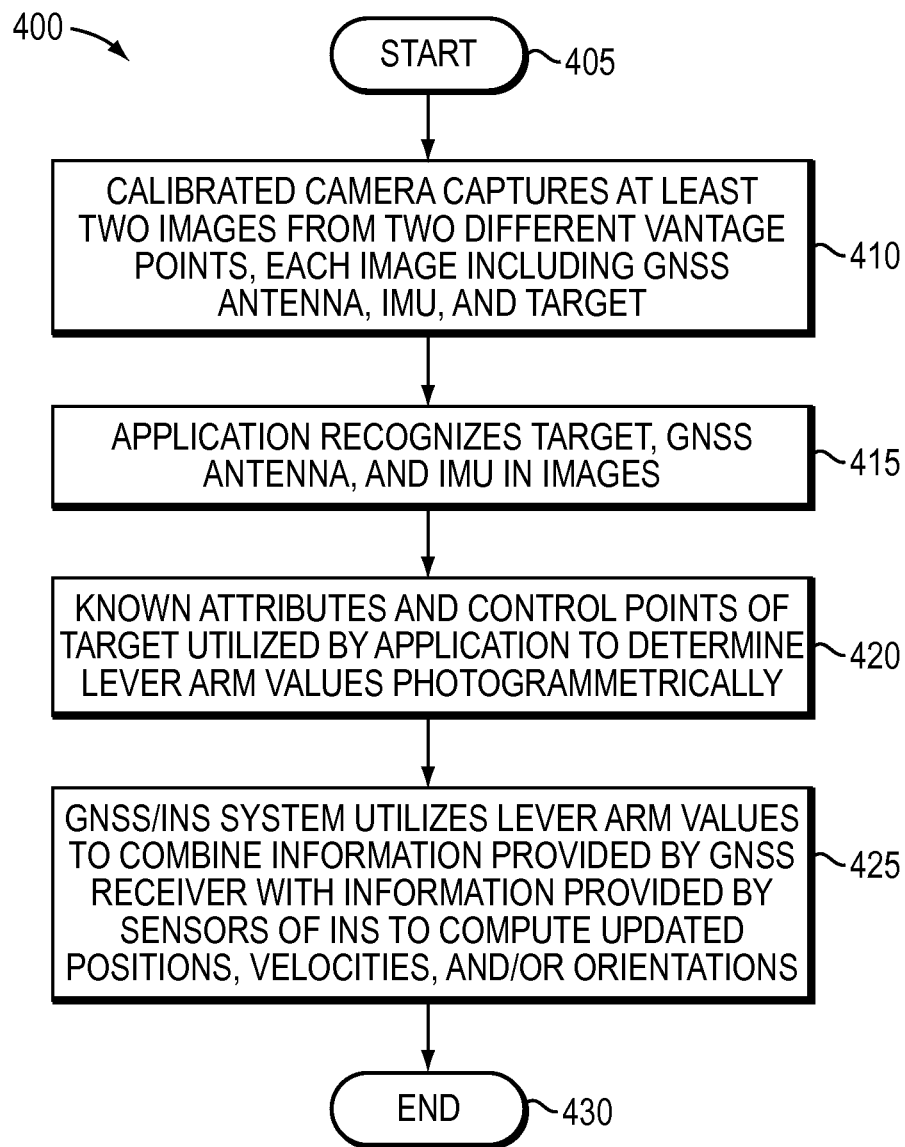 400
START
405
CALIBRATED CAMERA CAPTURES AT LEAST
TWO IMAGES FROM TWO DIFFERENT VANTAGE
POINTS, EACH IMAGE INCLUDING GNSS
ANTENNA, IMU, AND TARGET
410
APPLICATION RECOGNIZES TARGET, GNSS
ANTENNA, AND IMU IN IMAGES
415
KNOWN ATTRIBUTES AND CONTROL POINTS OF
TARGET UTILIZED BY APPLICATION TO DETERMINE
LEVER ARM VALUES PHOTOGRAMMETRICALLY
420
GNSS/INS SYSTEM UTILIZES LEVER ARM VALUES
TO COMBINE INFORMATION PROVIDED BY GNSS
RECEIVER WITH INFORMATION PROVIDED BY
SENSORS OF INS TO COMPUTE UPDATED
POSITIONS, VELOCITIES, AND/OR ORIENTATIONS
425
END
430